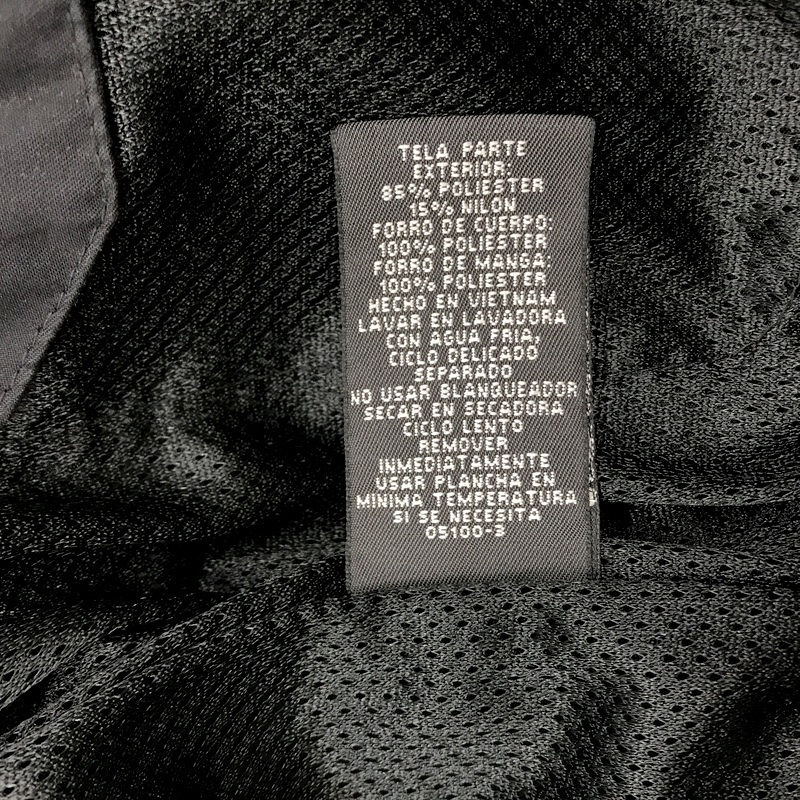 TELA PARTE
EXTERIOR:
85% POLIESTER
15% NILON
FORRO DE CUERPO:
100% POLIESTER
FORRO DE MANGA:
100% POLIESTER
HECHO EN VIETNAM
LAVAR EN LAVADORA
CON AGUA FRIA,
CICLO DELICADO
SEPARADO
NO USAR BLANQUEADOR
SECAR EN SECADORA
CICLO LENTO
REMOVER
INMEDIATAMENTE
USAR PLANCHA EN
MINIMA TEMPERATURA
SI SE NECESITA
05100-3